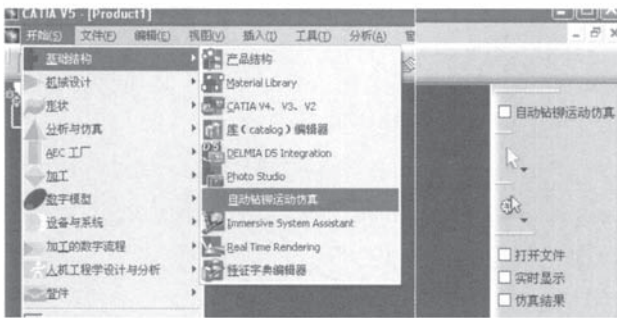 CATIA V5 - [Product1]
开始(S) 文件(F) 编辑(E) 视图(V) 插入(I) 工具(T) 分析(A) 窗
基础结构
机械设计
形状
分析与仿真
AEC 工厂
加工
数字模型
设备与系统
加工的数字流程
人机工程学设计与分析
产品结构
Material Library
CATIA V4、V3、V2
库（catalog）编辑器
DELMIA D5 Integration
Photo Studio
自动钻铆运动仿真
Immersive System Assistant
Real Time Rendering
特征字典编辑器
自动钻铆运动仿真
打开文件
实时显示
仿真结果